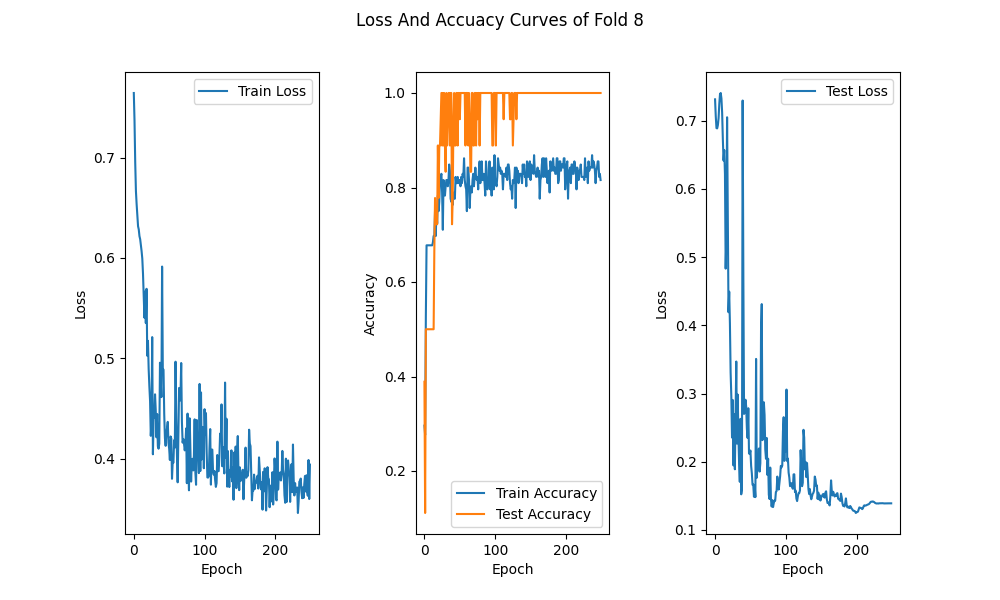 Loss And Accuacy Curves of Fold 8
Train Loss
0.7
0.6
0.5
0.4
Loss
0
100
200
Epoch
1.0
0.8
0.6
0.4
0.2
Accuracy
Train Accuracy
Test Accuracy
0
100
200
Epoch
Test Loss
0.7
0.6
0.5
0.4
0.3
0.2
0.1
Loss
0
100
200
Epoch